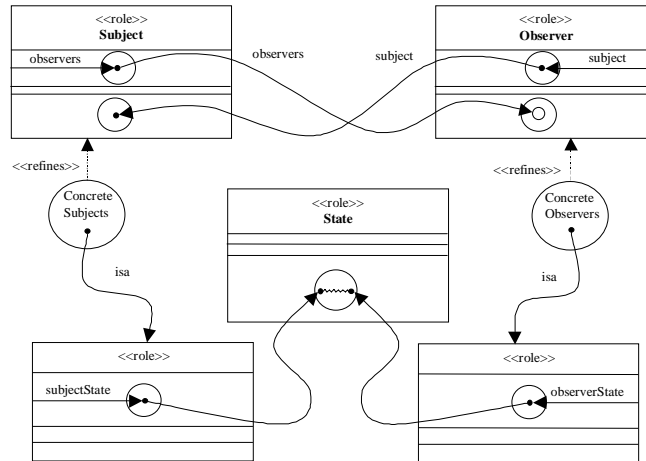 <<role>>
Subject
<<role>>
Observer
observers
observers
subject
subject
<<refines>>
<<refines>>
Concrete
Subjects
<<role>>
State
Concrete
Observers
isa
isa
<<role>>
<<role>>
subjectState
observerState